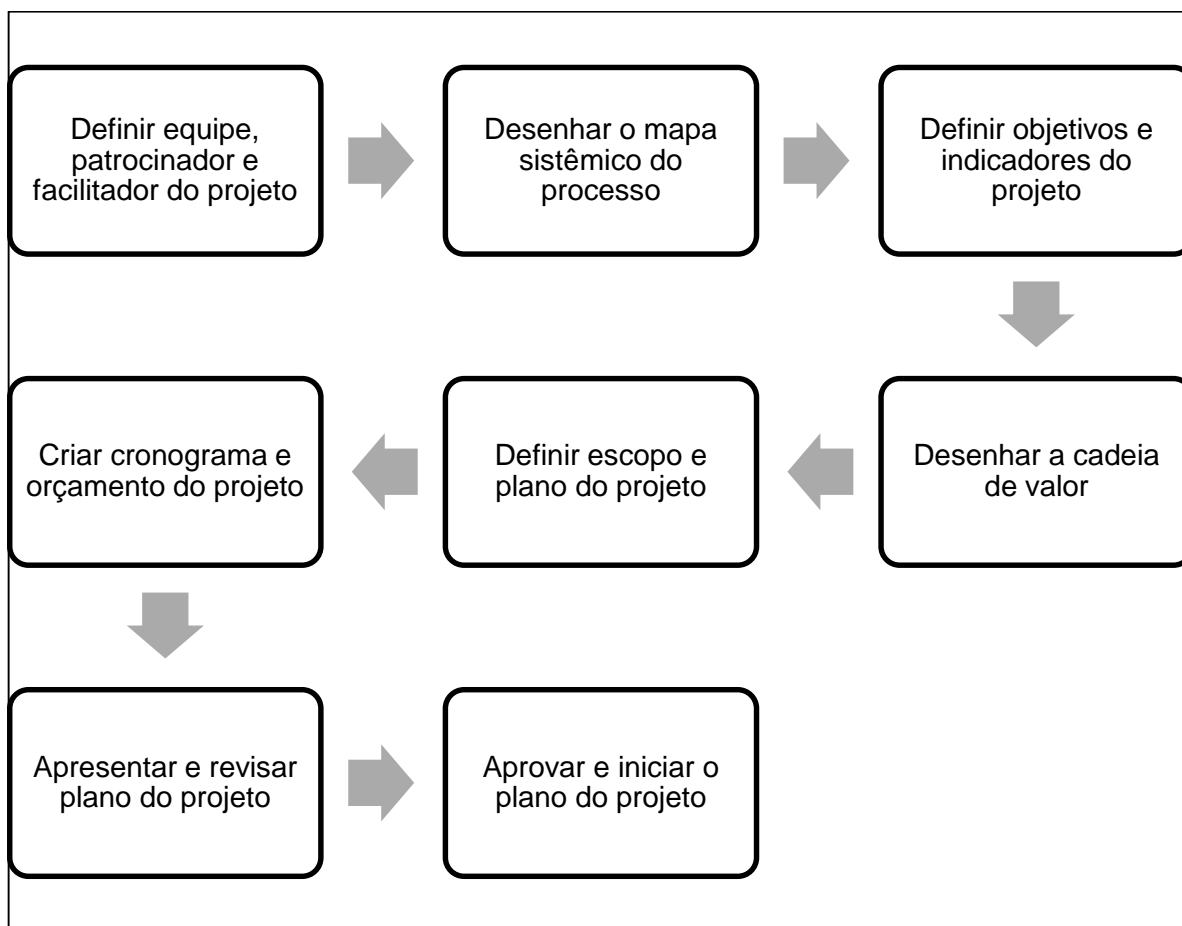 Definir equipe,
patrocinador e
facilitador do projeto
Desenhar o mapa
sistêmico do
processo
Definir objetivos e
indicadores do
projeto
Desenhar a cadeia
de valor
Definir escopo e
plano do projeto
Criar cronograma e
orçamento do projeto
Apresentar e revisar
plano do projeto
Aprovar e iniciar o
plano do projeto